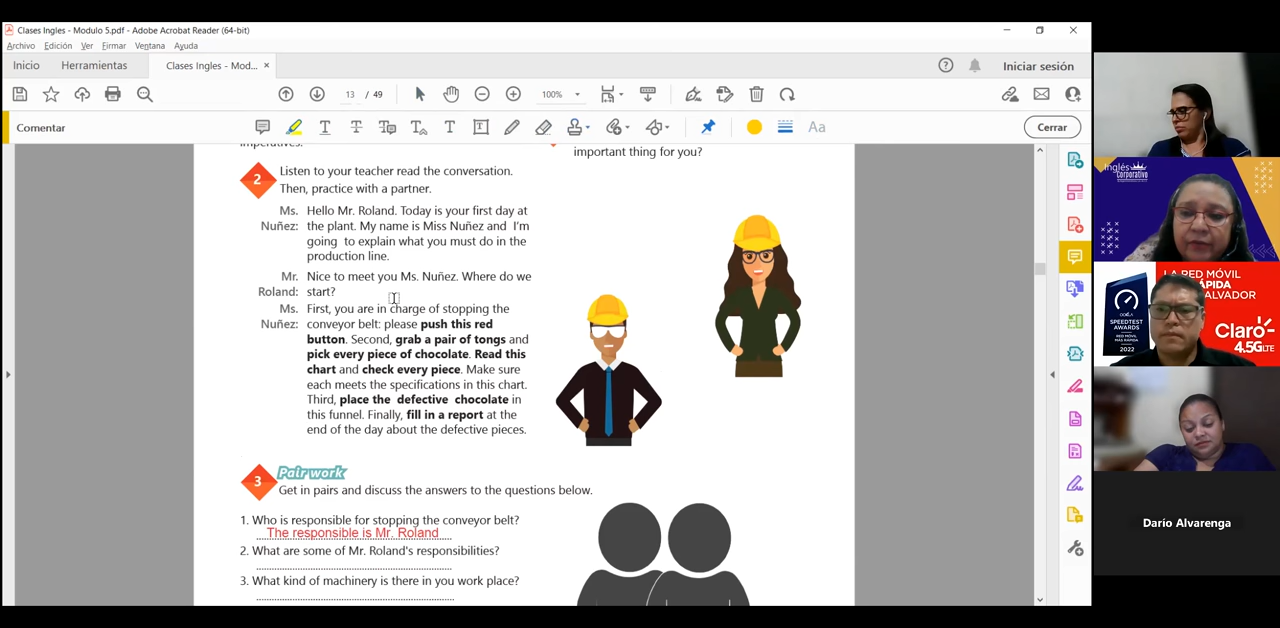 Clases Ingles - Modulo 5.pdf - Adobe Acrobat Reader (64-bit)
Archivo Edición Ver Firmar Ventana Ayuda
Inicio Herramientas Clases Ingles - Mod... × Iniciar sesión
13 / 49 100%
Comentar Aa Cerrar
imperatives.
important thing for you?
2 Listen to your teacher read the conversation.
Then, practice with a partner.
Ms. Hello Mr. Roland. Today is your first day at
Nuñez: the plant. My name is Miss Nuñez and I'm
going to explain what you must do in the
production line.
Mr. Nice to meet you Ms. Nuñez. Where do we
Roland: start?
Ms. First, you are in charge of stopping the
Nuñez: conveyor belt: please push this red
button. Second, grab a pair of tongs and
pick every piece of chocolate. Read this
chart and check every piece. Make sure
each meets the specifications in this chart.
Third, place the defective chocolate in
this funnel. Finally, fill in a report at the
end of the day about the defective pieces.
3 Pair work
Get in pairs and discuss the answers to the questions below.
1. Who is responsible for stopping the conveyor belt?
The responsible is Mr. Roland
2. What are some of Mr. Roland's responsibilities?
3. What kind of machinery is there in you work place?
Inglés
Corporativo
LA RED MÓVIL
RÁPIDA
SALVADOR
SPEEDTEST
AWARDS
RED MÓVIL
MÁS RÁPIDA
2022
Claro
4.5G LTE
Darío Alvarenga